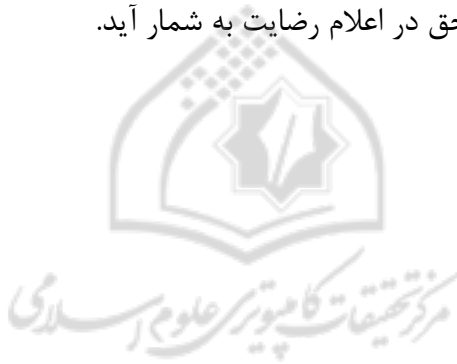 حق در اعلام رضایت به شمار آید.
مرکز تحقیقات کامپیوتری علوم اسلامی